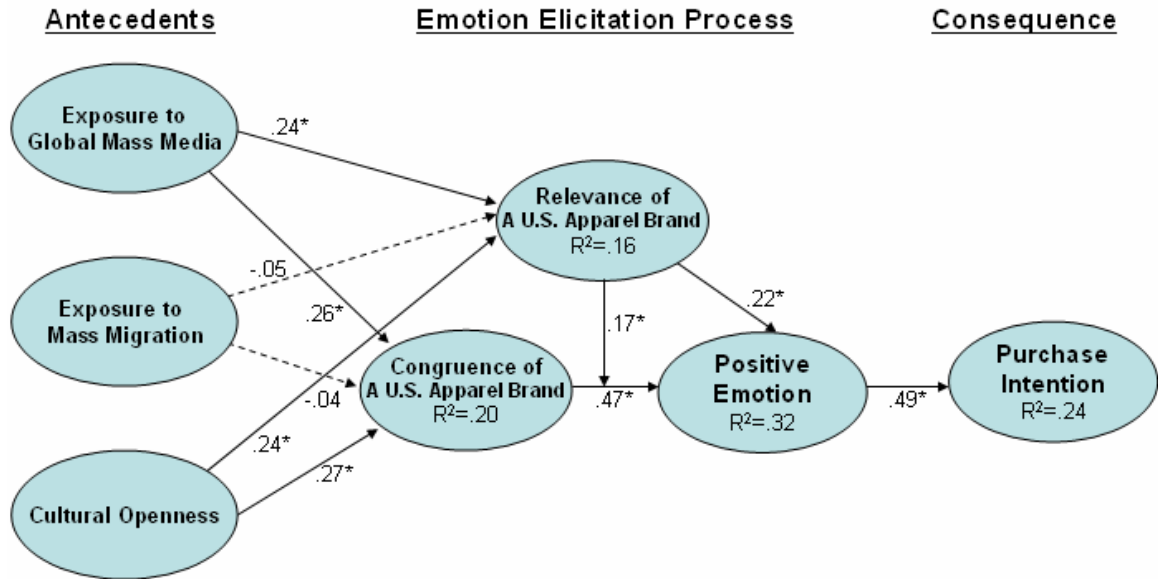 Antecedents
Emotion Elicitation Process
Consequence
Exposure to
Global Mass Media
.24*
Relevance of
A U.S. Apparel Brand
R²=.16
-.05
Exposure to
Mass Migration
.26*
.22*
.17*
Congruence of
A U.S. Apparel Brand
R²=.20
-.04
.47*
Positive
Emotion
R²=.32
.49*
Purchase
Intention
R²=.24
.24*
.27*
Cultural Openness